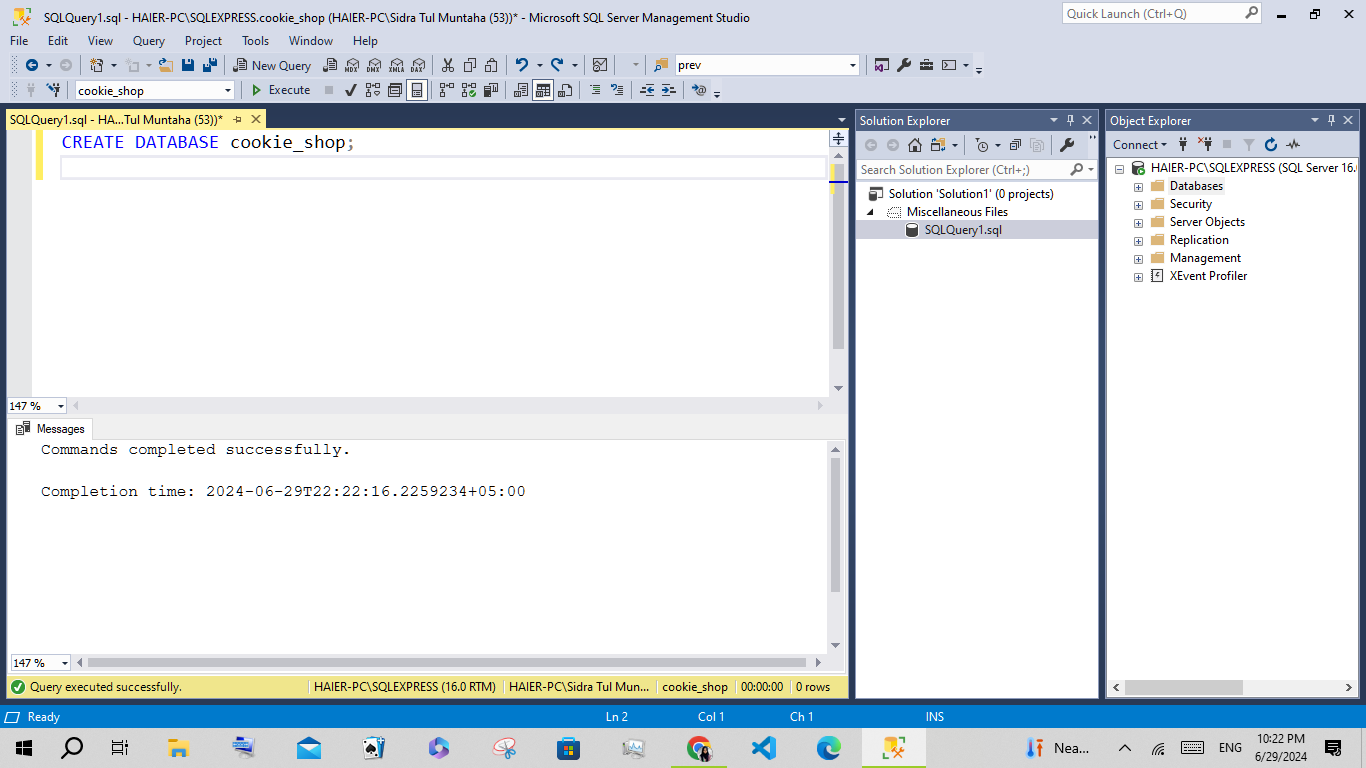 SQLQuery1.sql - HAIER-PC\SQLEXPRESS.cookie_shop (HAIER-PC\Sidra Tul Muntaha (53))* - Microsoft SQL Server Management Studio
Quick Launch (Ctrl+Q)
File Edit View Query Project Tools Window Help
New Query MDX DMX XMLA DAX prev
cookie_shop Execute
SQLQuery1.sql - HA...Tul Muntaha (53))*
CREATE DATABASE cookie_shop;
147 %
Messages
Commands completed successfully.
Completion time: 2024-06-29T22:22:16.2259234+05:00
147 %
Query executed successfully. HAIER-PC\SQLEXPRESS (16.0 RTM) HAIER-PC\Sidra Tul Mun... cookie_shop 00:00:00 0 rows
Solution Explorer
Search Solution Explorer (Ctrl+;)
Solution 'Solution1' (0 projects)
Miscellaneous Files
SQLQuery1.sql
Object Explorer
Connect
HAIER-PC\SQLEXPRESS (SQL Server 16.0
Databases
Security
Server Objects
Replication
Management
XEvent Profiler
Ready Ln 2 Col 1 Ch 1 INS
Nea... ENG 10:22 PM
6/29/2024